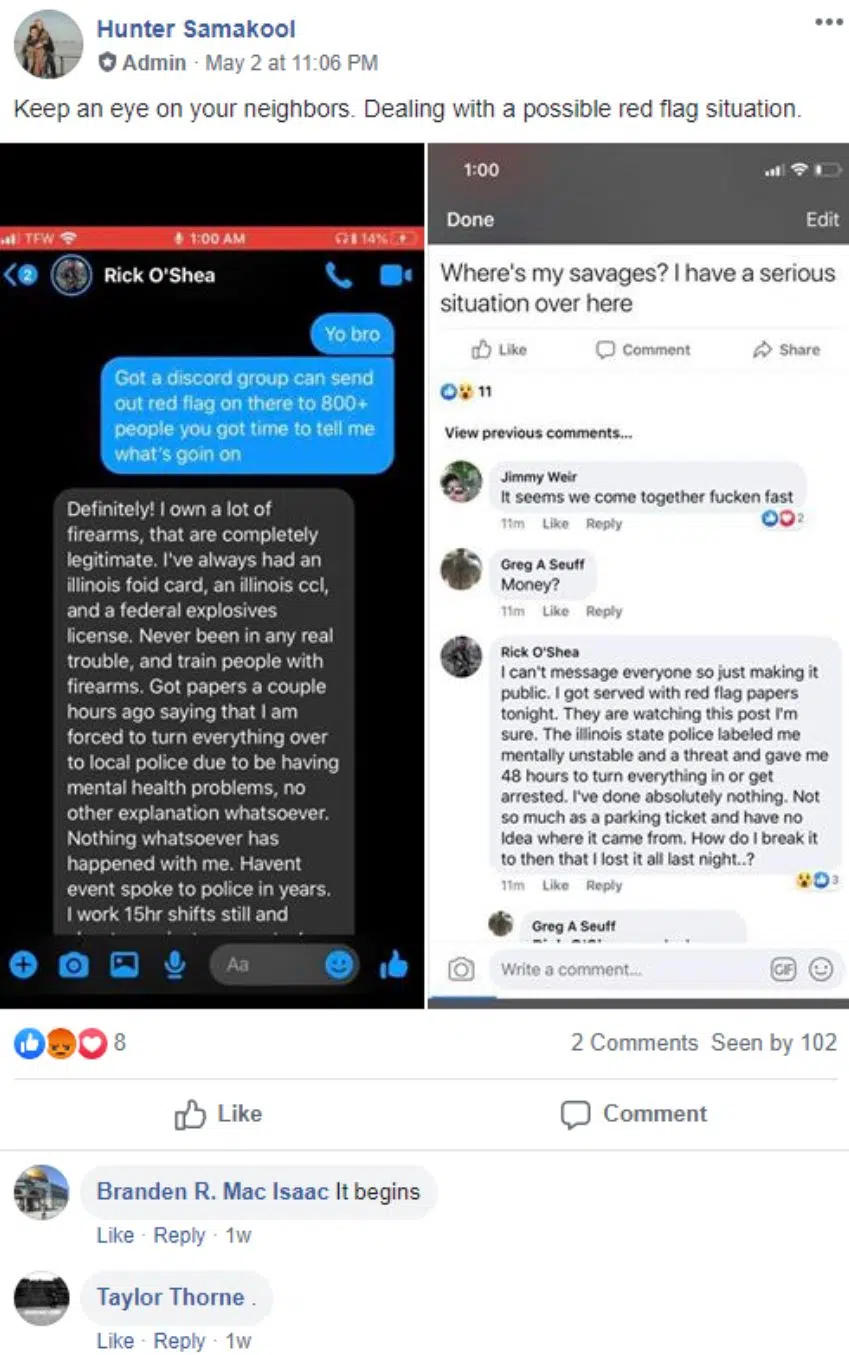 Hunter Samakool
Admin · May 2 at 11:06 PM
Keep an eye on your neighbors. Dealing with a possible red flag situation.
TFW
1:00 AM
14%
2
Rick O'Shea
Yo bro
Got a discord group can send
out red flag on there to 800+
people you got time to tell me
what's goin on
Definitely! I own a lot of
firearms, that are completely
legitimate. I've always had an
illinois foid card, an illinois ccl,
and a federal explosives
license. Never been in any real
trouble, and train people with
firearms. Got papers a couple
hours ago saying that I am
forced to turn everything over
to local police due to be having
mental health problems, no
other explanation whatsoever.
Nothing whatsoever has
happened with me. Havent
event spoke to police in years.
I work 15hr shifts still and
Aa
1:00
Done
Edit
Where's my savages? I have a serious
situation over here
Like
Comment
Share
11
View previous comments...
Jimmy Weir
It seems we come together fucken fast
11m Like Reply
2
Greg A Seuff
Money?
11m Like Reply
Rick O'Shea
I can't message everyone so just making it
public. I got served with red flag papers
tonight. They are watching this post I'm
sure. The illinois state police labeled me
mentally unstable and a threat and gave me
48 hours to turn everything in or get
arrested. I've done absolutely nothing. Not
so much as a parking ticket and have no
Idea where it came from. How do I break it
to then that I lost it all last night..?
11m Like Reply
3
Greg A Seuff
Write a comment...
GIF
8
2 Comments Seen by 102
Like
Comment
Branden R. Mac Isaac It begins
Like · Reply · 1w
Taylor Thorne .
Like · Reply · 1w